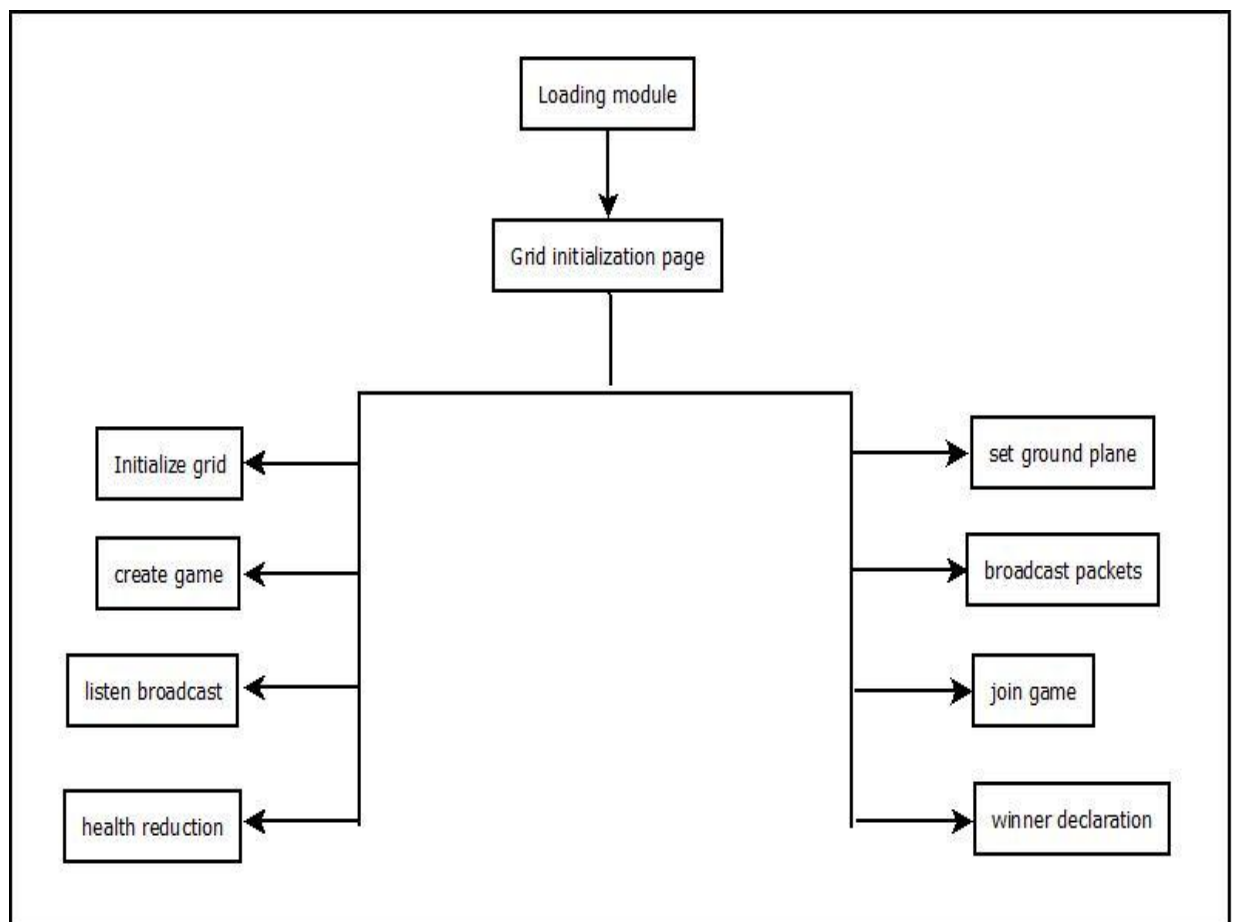 Loading module
Grid initialization page
Initialize grid
set ground plane
create game
broadcast packets
listen broadcast
join game
health reduction
winner declaration